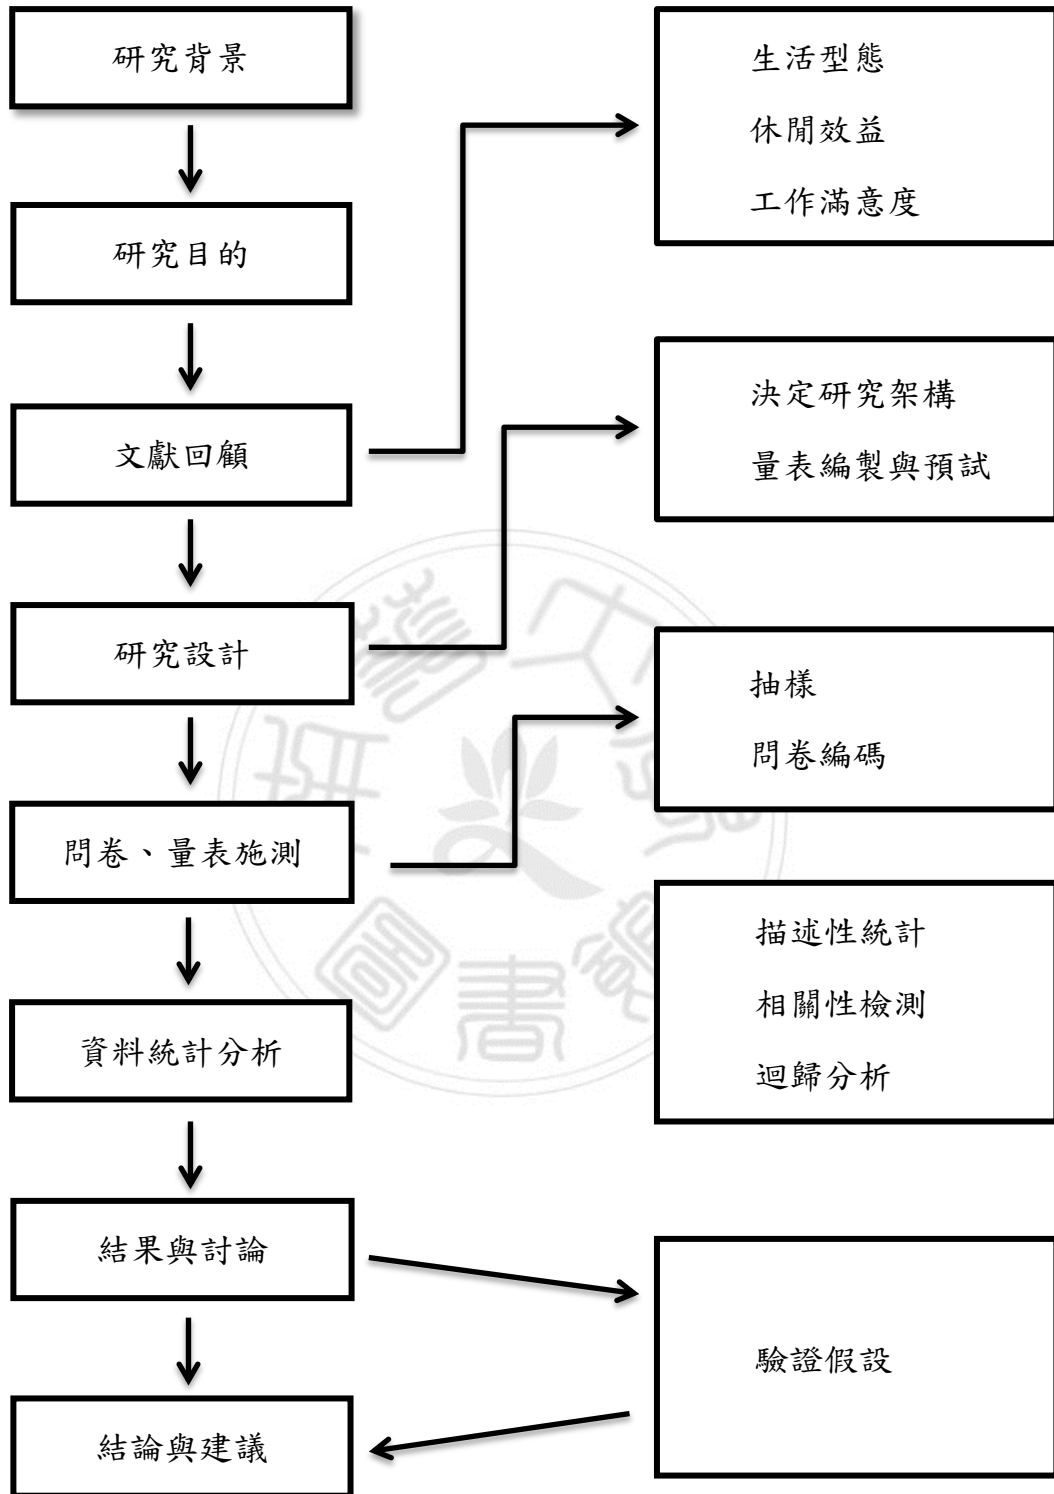 研究背景
研究目的
文獻回顧
研究設計
問卷、量表施測
資料統計分析
結果與討論
結論與建議
生活型態
休閒效益
工作滿意度
決定研究架構
量表編製與預試
抽樣
問卷編碼
描述性統計
相關性檢測
迴歸分析
驗證假設